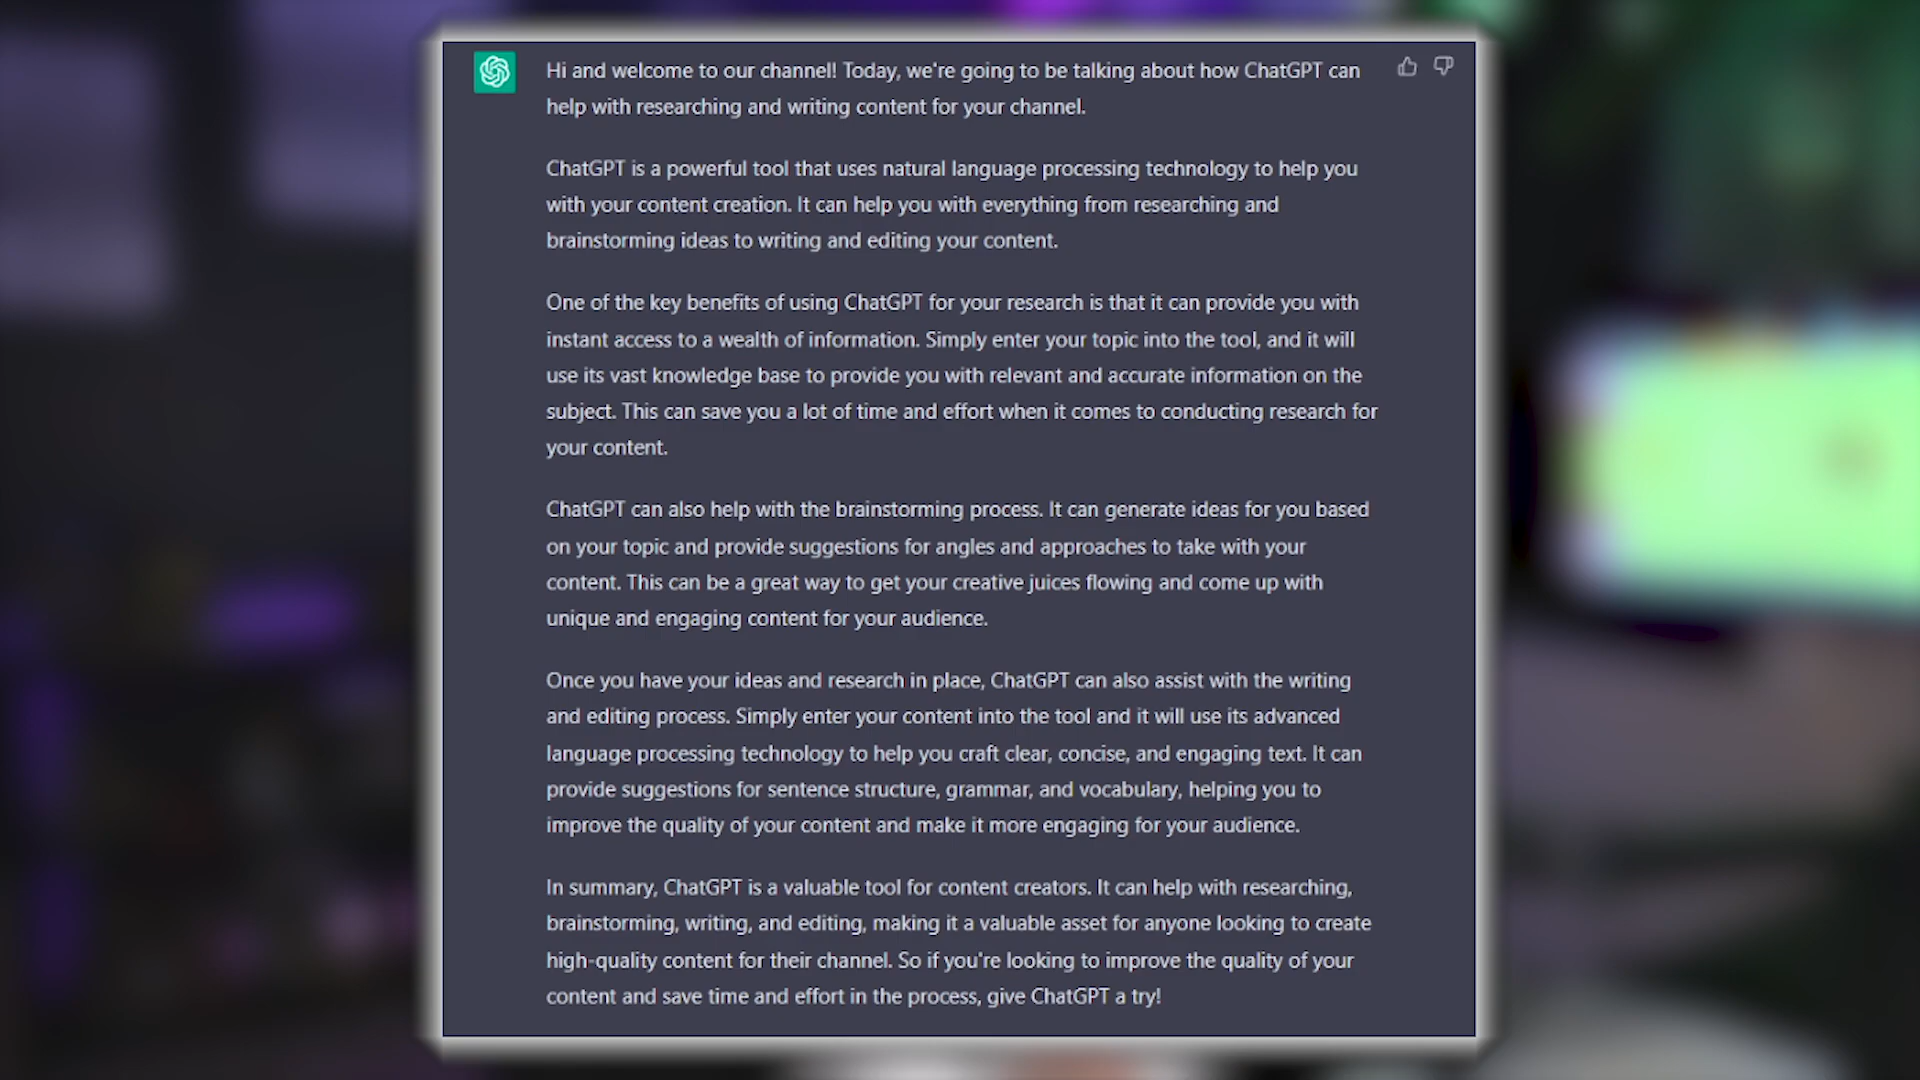 Hi and welcome to our channel! Today, we're going to be talking about how ChatGPT can
help with researching and writing content for your channel.
ChatGPT is a powerful tool that uses natural language processing technology to help you
with your content creation. It can help you with everything from researching and
brainstorming ideas to writing and editing your content.
One of the key benefits of using ChatGPT for your research is that it can provide you with
instant access to a wealth of information. Simply enter your topic into the tool, and it will
use its vast knowledge base to provide you with relevant and accurate information on the
subject. This can save you a lot of time and effort when it comes to conducting research for
your content.
ChatGPT can also help with the brainstorming process. It can generate ideas for you based
on your topic and provide suggestions for angles and approaches to take with your
content. This can be a great way to get your creative juices flowing and come up with
unique and engaging content for your audience.
Once you have your ideas and research in place, ChatGPT can also assist with the writing
and editing process. Simply enter your content into the tool and it will use its advanced
language processing technology to help you craft clear, concise, and engaging text. It can
provide suggestions for sentence structure, grammar, and vocabulary, helping you to
improve the quality of your content and make it more engaging for your audience.
In summary, ChatGPT is a valuable tool for content creators. It can help with researching,
brainstorming, writing, and editing, making it a valuable asset for anyone looking to create
high-quality content for their channel. So if you're looking to improve the quality of your
content and save time and effort in the process, give ChatGPT a try!